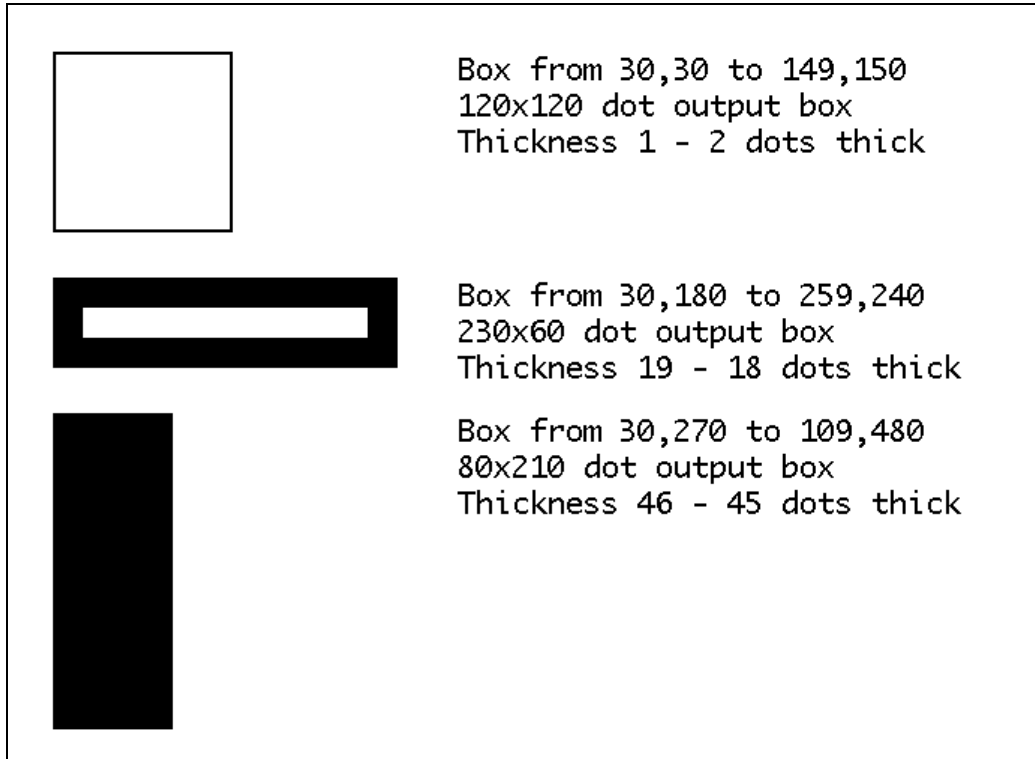 Box from 30,30 to 149,150
120x120 dot output box
Thickness 1 - 2 dots thick
Box from 30,180 to 259,240
230x60 dot output box
Thickness 19 - 18 dots thick
Box from 30,270 to 109,480
80x210 dot output box
Thickness 46 - 45 dots thick